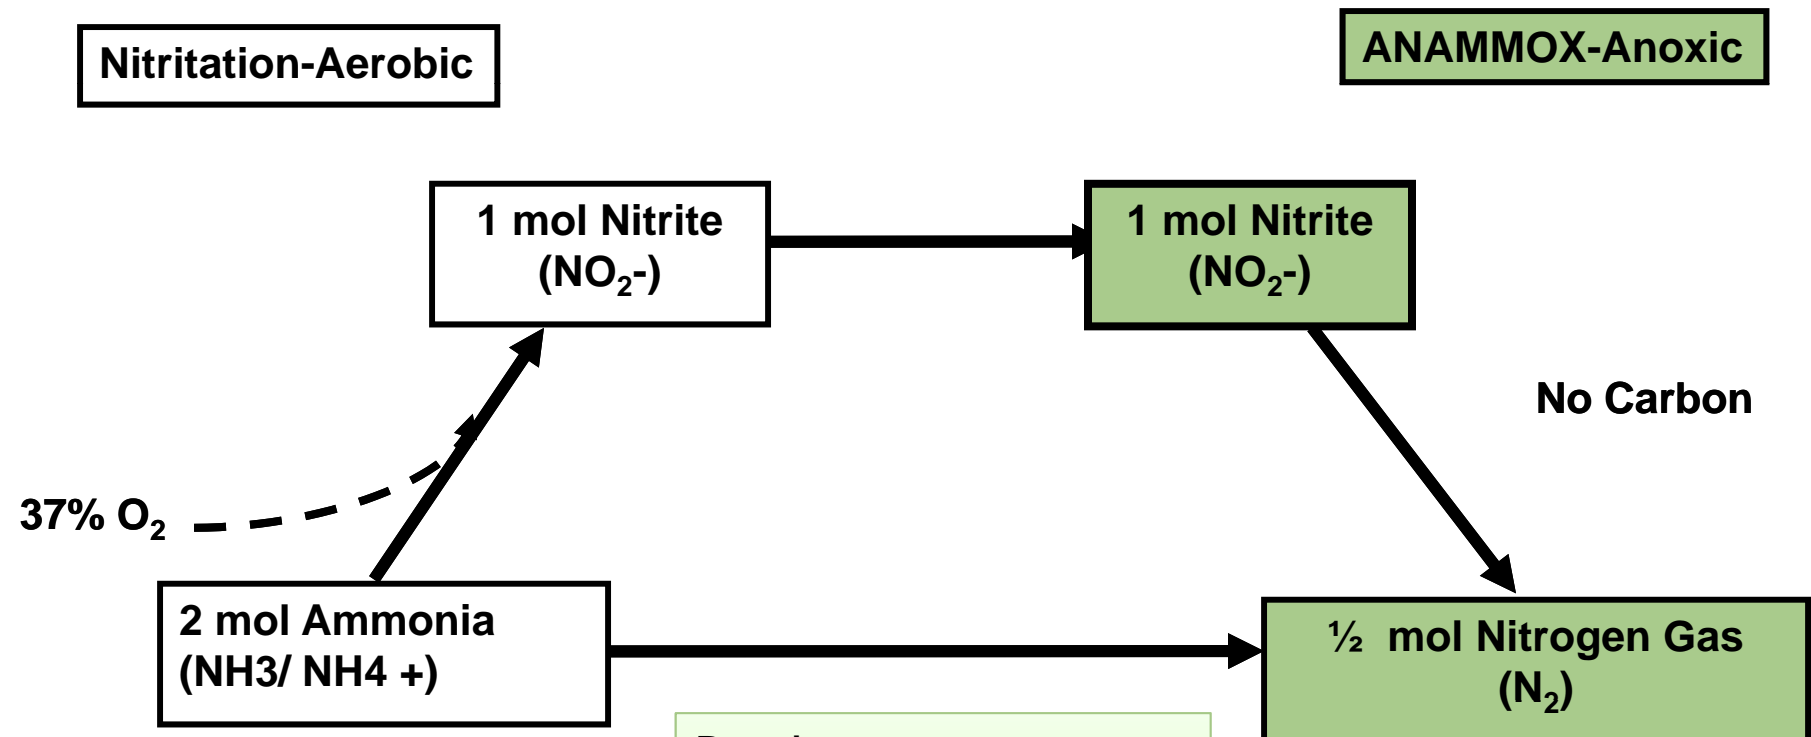 Nitritation-Aerobic
ANAMMOX-Anoxic
1 mol Nitrite
(NO₂-)
1 mol Nitrite
(NO₂-)
No Carbon
37% O₂
2 mol Ammonia
(NH3/ NH4 +)
½ mol Nitrogen Gas
(N₂)